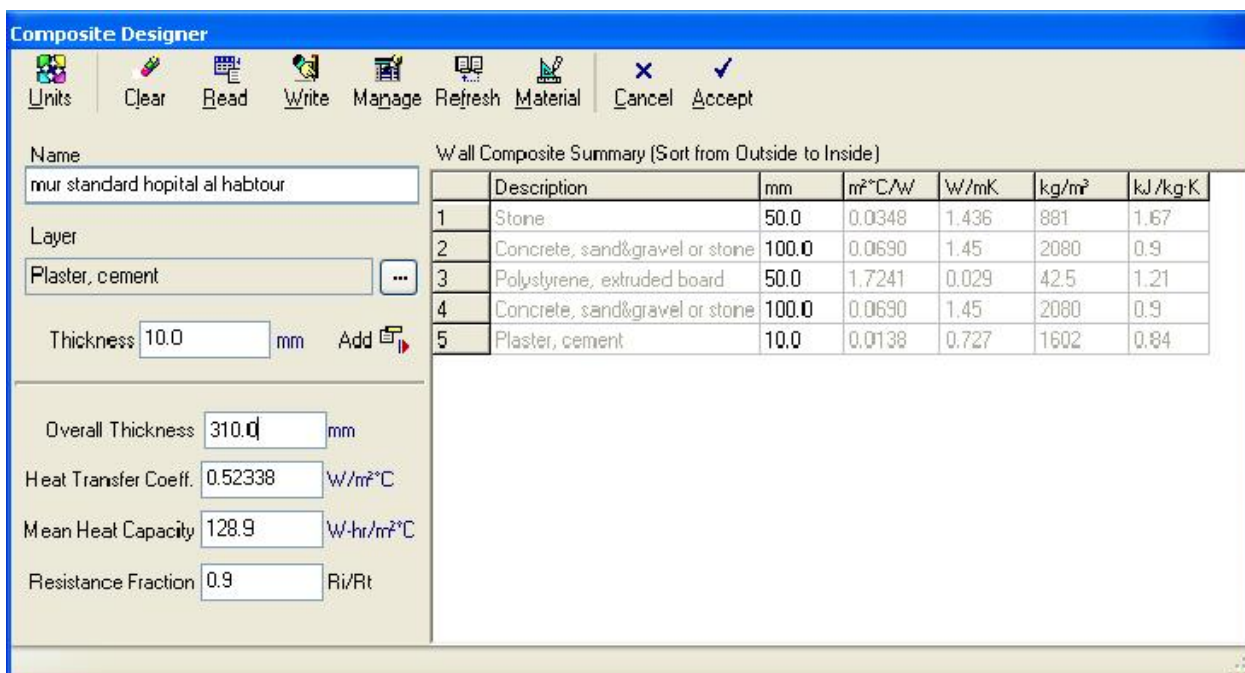 Composite Designer
Units Clear Read Write Manage Refresh Material Cancel Accept
Name
mur standard hopital al habtour
Layer
Plaster, cement ...
Thickness 10.0 mm Add
Overall Thickness 310.0 mm
Heat Transfer Coeff. 0.52338 W/m²°C
Mean Heat Capacity 128.9 W-hr/m²°C
Resistance Fraction 0.9 Ri/Rt
Wall Composite Summary (Sort from Outside to Inside)
Description mm m²°C/W W/mK kg/m³ kJ/kg·K
1 Stone 50.0 0.0348 1.436 881 1.67
2 Concrete, sand&gravel or stone 100.0 0.0690 1.45 2080 0.9
3 Polystyrene, extruded board 50.0 1.7241 0.029 42.5 1.21
4 Concrete, sand&gravel or stone 100.0 0.0690 1.45 2080 0.9
5 Plaster, cement 10.0 0.0138 0.727 1602 0.84